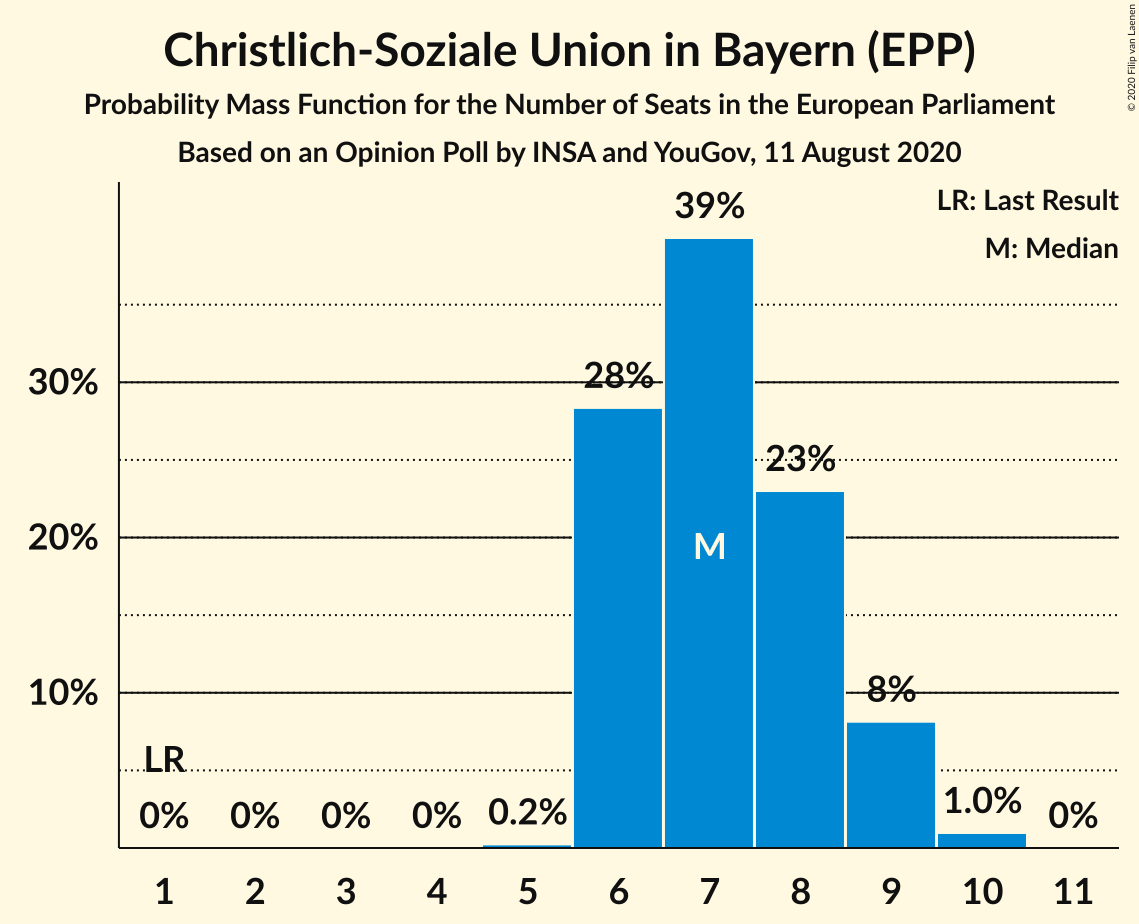 Christlich-Soziale Union in Bayern (EPP)
Probability Mass Function for the Number of Seats in the European Parliament
Based on an Opinion Poll by INSA and YouGov, 11 August 2020
© 2020 Filip van Laenen
LR: Last Result
M: Median
39%
30%
28%
23%
20%
M
10%
8%
LR
0% 0% 0% 0% 0.2% 1.0% 0%
1 2 3 4 5 6 7 8 9 10 11